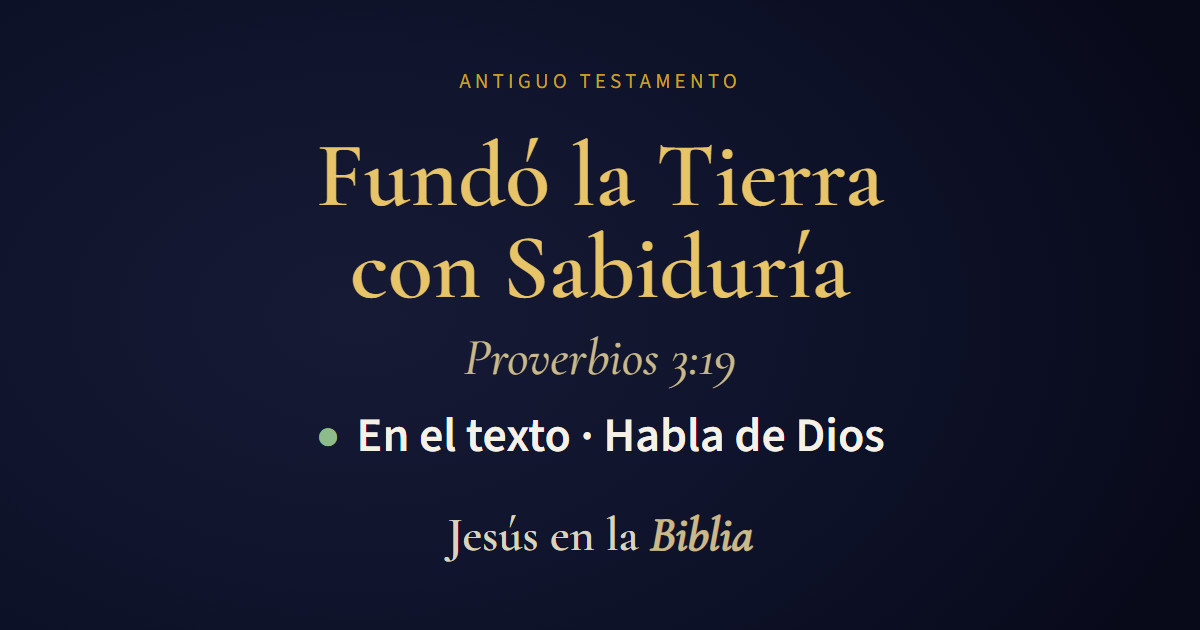 ANTIGUO TESTAMENTO
Fundó la Tierra
con Sabiduría
Proverbios 3:19
En el texto · Habla de Dios
Jesús en la Biblia